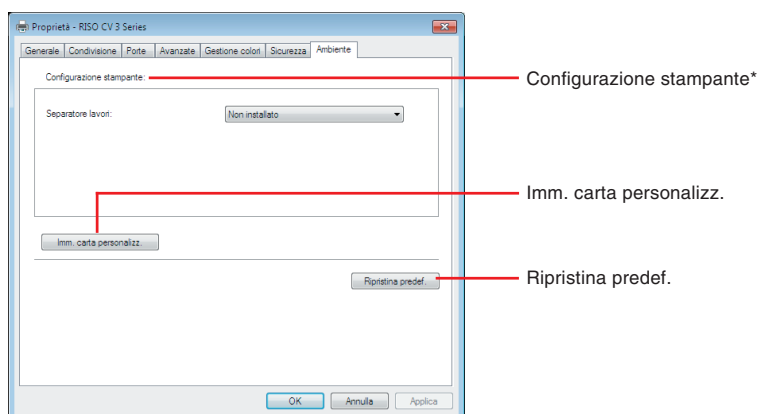 Proprietà - RISO CV 3 Series
Generale Condivisione Porte Avanzate Gestione colori Sicurezza Ambiente
Configurazione stampante:
Configurazione stampante*
Separatore lavori:
Non installato
Imm. carta personalizz.
Imm. carta personalizz.
Ripristina predef.
Ripristina predef.
OK Annulla Applica